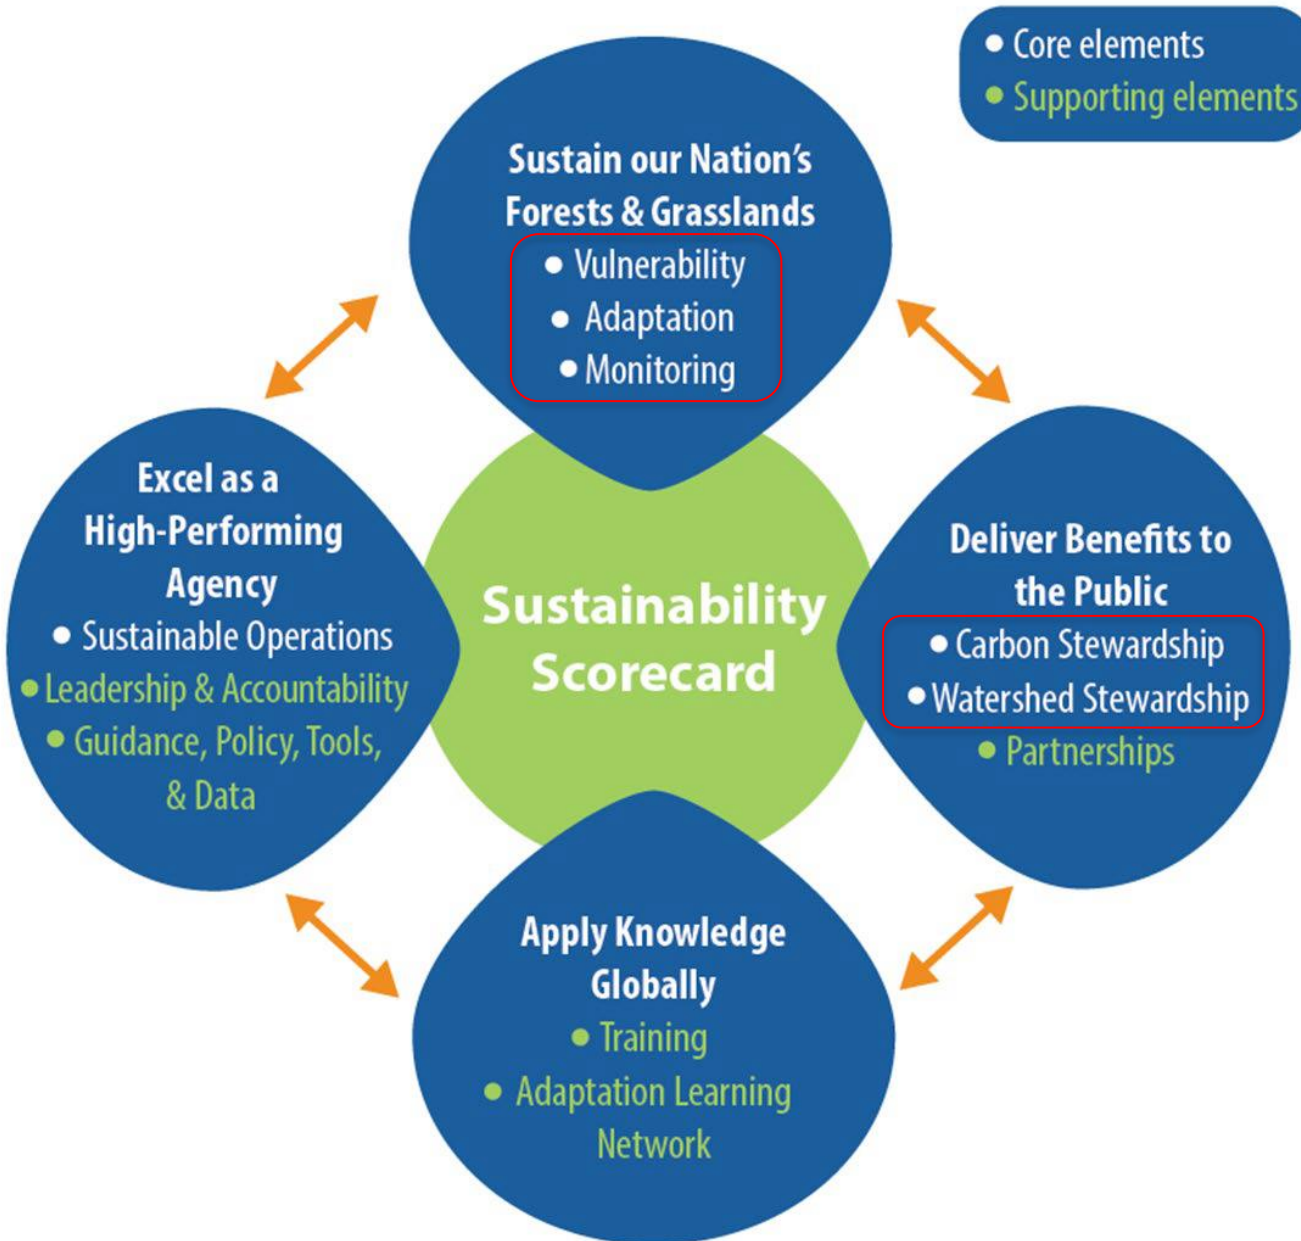 • Core elements
• Supporting elements
Sustain our Nation’s
Forests & Grasslands
• Vulnerability
• Adaptation
• Monitoring
Excel as a
High-Performing
Agency
• Sustainable Operations
• Leadership & Accountability
• Guidance, Policy, Tools,
& Data
Sustainability
Scorecard
Deliver Benefits to
the Public
• Carbon Stewardship
• Watershed Stewardship
• Partnerships
Apply Knowledge
Globally
• Training
• Adaptation Learning
Network